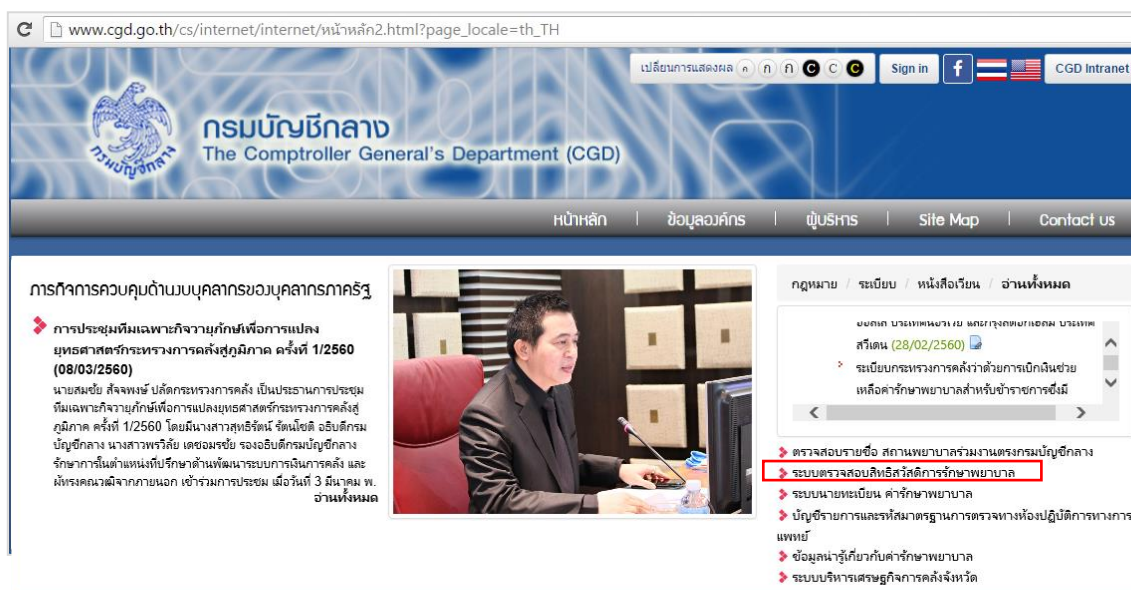 www.cgd.go.th/cs/internet/internet/หน้าหลัก2.html?page_locale=th_TH
เปลี่ยนการแสดงผล ก ก ก C C C Sign in f CGD Intranet
กรมบัญชีกลาง
The Comptroller General's Department (CGD)
กรมบัญชีกลาง
หน้าหลัก | ข้อมูลองค์กร | ผู้บริหาร | Site Map | Contact us
ภารกิจการควบคุมด้านงบบุคลากรของบุคลากรภาครัฐ
การประชุมทีมเฉพาะกิจวายุภักษ์เพื่อการแปลง
ยุทธศาสตร์กระทรวงการคลังสู่ภูมิภาค ครั้งที่ 1/2560
(08/03/2560)
นายสมชัย สัจจพงษ์ ปลัดกระทรวงการคลัง เป็นประธานการประชุม
ทีมเฉพาะกิจวายุภักษ์เพื่อการแปลงยุทธศาสตร์กระทรวงการคลังสู่
ภูมิภาค ครั้งที่ 1/2560 โดยมีนางสาวสุทธิรัตน์ รัตนโชติ อธิบดีกรม
บัญชีกลาง นางสาวพรวิลัย เดชอมรชัย รองอธิบดีกรมบัญชีกลาง
รักษาการในตำแหน่งที่ปรึกษาด้านพัฒนาระบบการเงินการคลัง และ
ผู้ทรงคุณวุฒิจากภายนอก เข้าร่วมการประชุม เมื่อวันที่ 3 มีนาคม พ.
อ่านทั้งหมด
กฎหมาย / ระเบียบ / หนังสือเวียน / อ่านทั้งหมด
สวีเดน (28/02/2560)
ระเบียบกระทรวงการคลังว่าด้วยการเบิกเงินช่วย
เหลือค่ารักษาพยาบาลสำหรับข้าราชการซึ่งมี
ตรวจสอบรายชื่อ สถานพยาบาลร่วมงานตรงกรมบัญชีกลาง
ระบบตรวจสอบสิทธิสวัสดิการรักษาพยาบาล
ระบบนายทะเบียน ค่ารักษาพยาบาล
บัญชีรายการและรหัสมาตรฐานการตรวจทางห้องปฏิบัติการทางการ
แพทย์
ข้อมูลน่ารู้เกี่ยวกับค่ารักษาพยาบาล
ระบบบริหารเศรษฐกิจการคลังจังหวัด